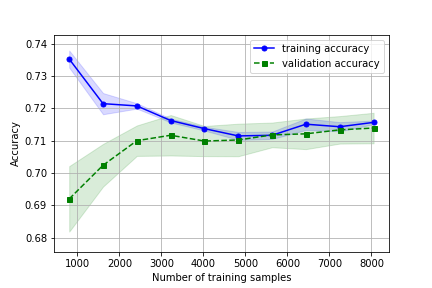 0.74
0.73
0.72
0.71
0.70
0.69
0.68
Accuracy
training accuracy
validation accuracy
1000 2000 3000 4000 5000 6000 7000 8000
Number of training samples